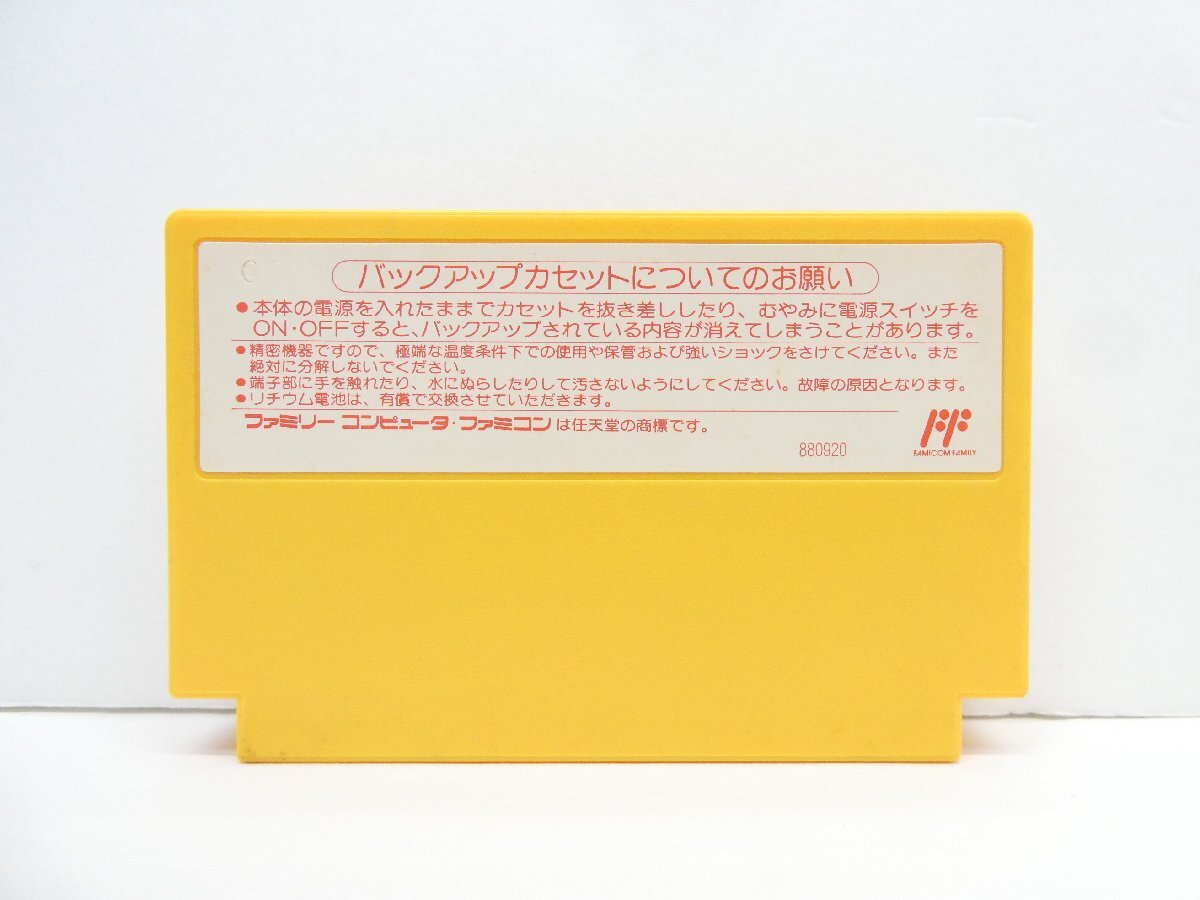 バックアップカセットについてのお願い
●本体の電源を入れたままでカセットを抜き差ししたり、むやみに電源スイッチを
ON・OFFすると、バックアップされている内容が消えてしまうことがあります。
●精密機器ですので、極端な温度条件下での使用や保管および強いショックをさけてください。また
絶対に分解しないでください。
●端子部に手を触れたり、水にぬらしたりして汚さないようにしてください。故障の原因となります。
●リチウム電池は、有償で交換させていただきます。
ファミリーコンピュータ・ファミコンは任天堂の商標です。
880920
FAMICOM FAMILY